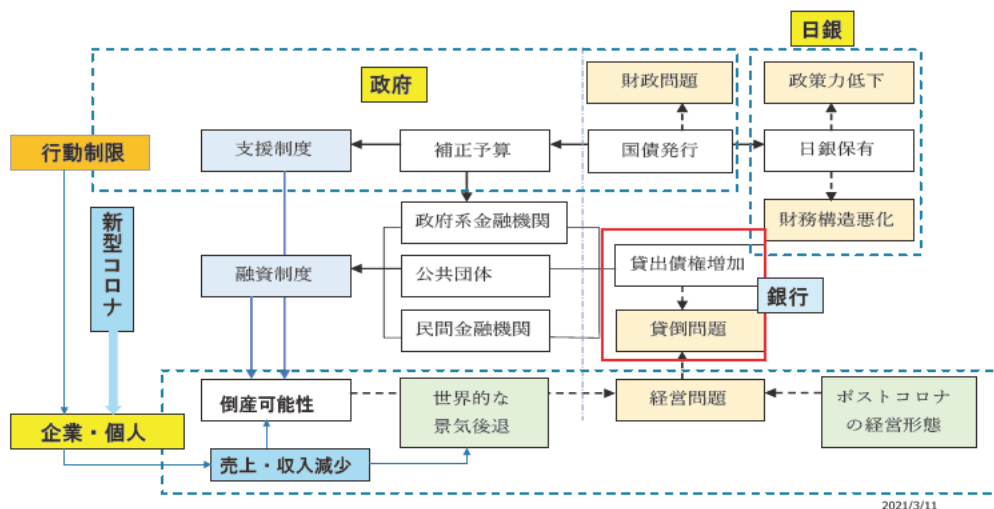 日銀
政府
財政問題
政策力低下
行動制限
支援制度
補正予算
国債発行
日銀保有
新型コロナ
政府系金融機関
財務構造悪化
融資制度
公共団体
貸出債権増加
銀行
民間金融機関
貸倒問題
倒産可能性
世界的な
景気後退
経営問題
ポストコロナ
の経営形態
企業・個人
売上・収入減少
2021/3/11